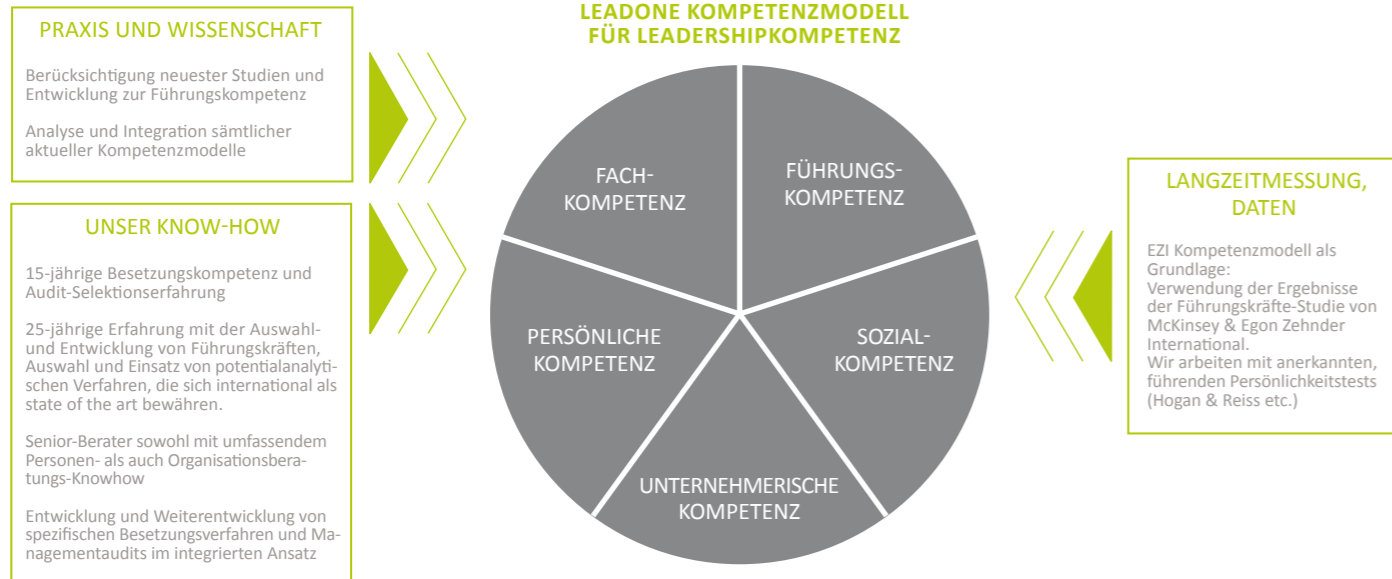 LEADONE KOMPETENZMODELL
FÜR LEADERSHIPKOMPETENZ
PRAXIS UND WISSENSCHAFT
Berücksichtigung neuester Studien und
Entwicklung zur Führungskompetenz
Analyse und Integration sämtlicher
aktueller Kompetenzmodelle
UNSER KNOW-HOW
15-jährige Besetzungskompetenz und
Audit-Selektionserfahrung
25-jährige Erfahrung mit der Auswahl-
und Entwicklung von Führungskräften,
Auswahl und Einsatz von potentialanalyti-
schen Verfahren, die sich international als
state of the art bewähren.
Senior-Berater sowohl mit umfassendem
Personen- als auch Organisationsbera-
tungs-Knowhow
Entwicklung und Weiterentwicklung von
spezifischen Besetzungsverfahren und Ma-
nagementaudits im integrierten Ansatz
FACH-
KOMPETENZ
FÜHRUNGS-
KOMPETENZ
PERSÖNLICHE
KOMPETENZ
SOZIAL-
KOMPETENZ
UNTERNEHMERISCHE
KOMPETENZ
LANGZEITMESSUNG,
DATEN
EZI Kompetenzmodell als
Grundlage:
Verwendung der Ergebnisse
der Führungskräfte-Studie von
McKinsey & Egon Zehnder
International.
Wir arbeiten mit anerkannten,
führenden Persönlichkeitstests
(Hogan & Reiss etc.)